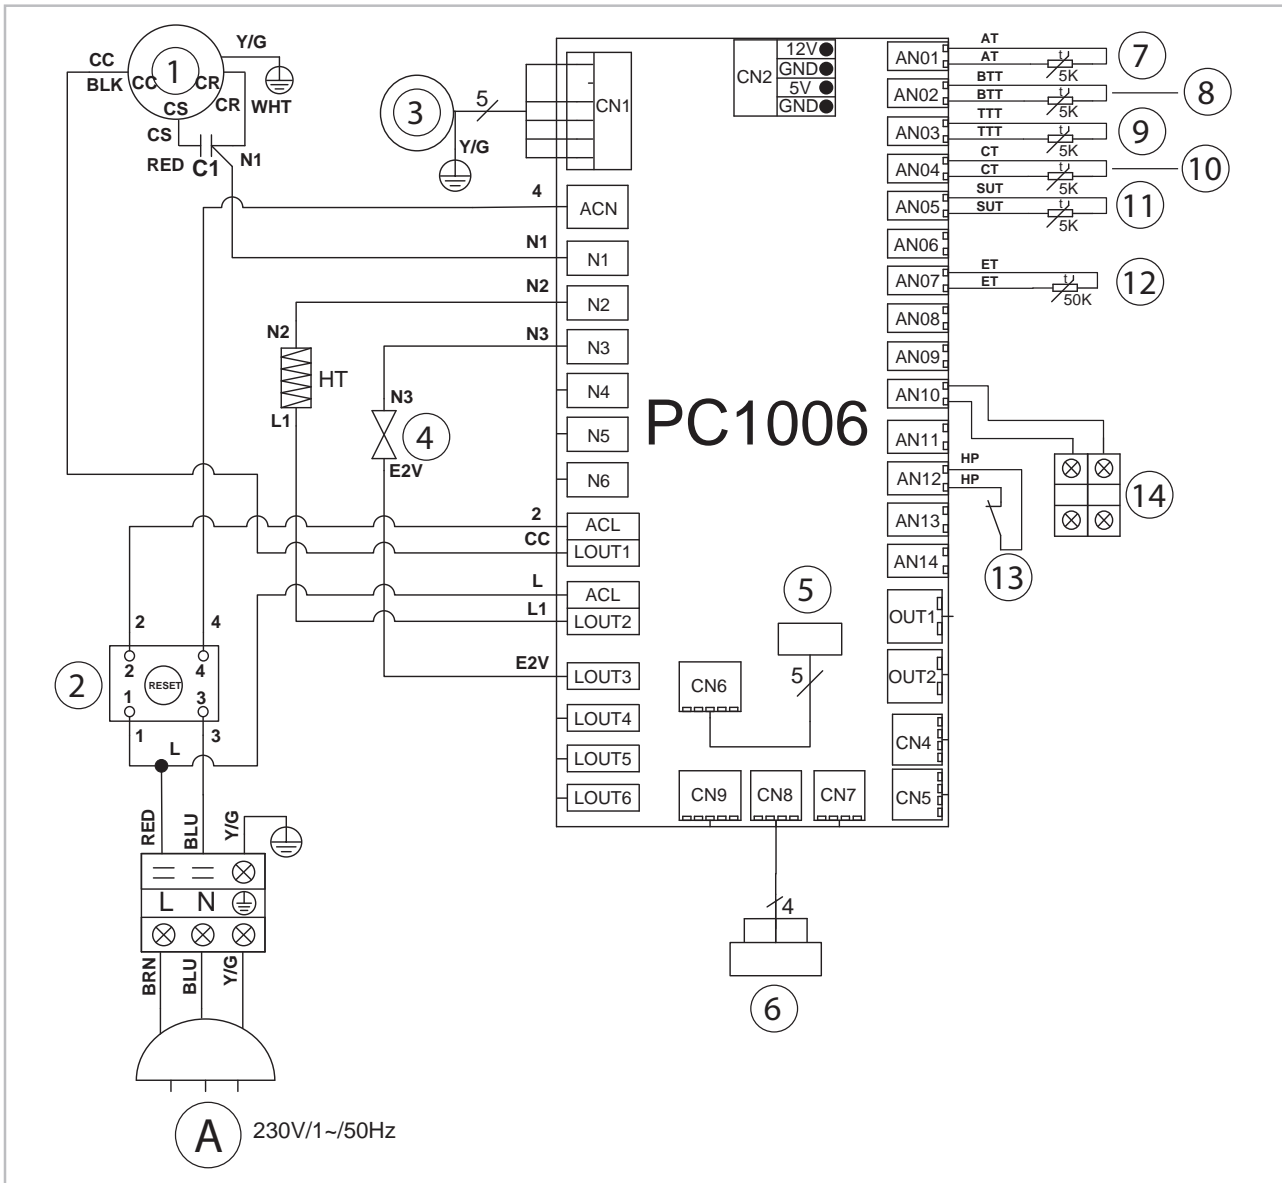 CC
Y/G
BLK
CC
1
CR
CR
WHT
CS
CS
RED
C1
N1
3
5
Y/G
CN1
CN2
12V
GND
5V
GND
AN01
AT
AT
t
5K
7
AN02
BTT
BTT
t
5K
8
AN03
TTT
TTT
t
5K
9
AN04
CT
CT
t
5K
10
AN05
SUT
SUT
t
5K
11
AN06
AN07
ET
ET
t
50K
12
AN08
AN09
AN10
AN11
AN12
HP
HP
AN13
AN14
13
14
4
ACN
N1
N1
N2
N2
N3
N3
N4
N5
N6
PC1006
N2
HT
L1
N3
4
E2V
2
ACL
CC
LOUT1
L
ACL
L1
LOUT2
E2V
LOUT3
LOUT4
LOUT5
LOUT6
OUT1
OUT2
CN4
CN5
5
5
CN6
CN9
CN8
CN7
4
6
2
4
2
2
4
RESET
1
3
1
L
3
RED
BLU
Y/G
L
N
BRN
BLU
Y/G
A
230V/1~/50Hz